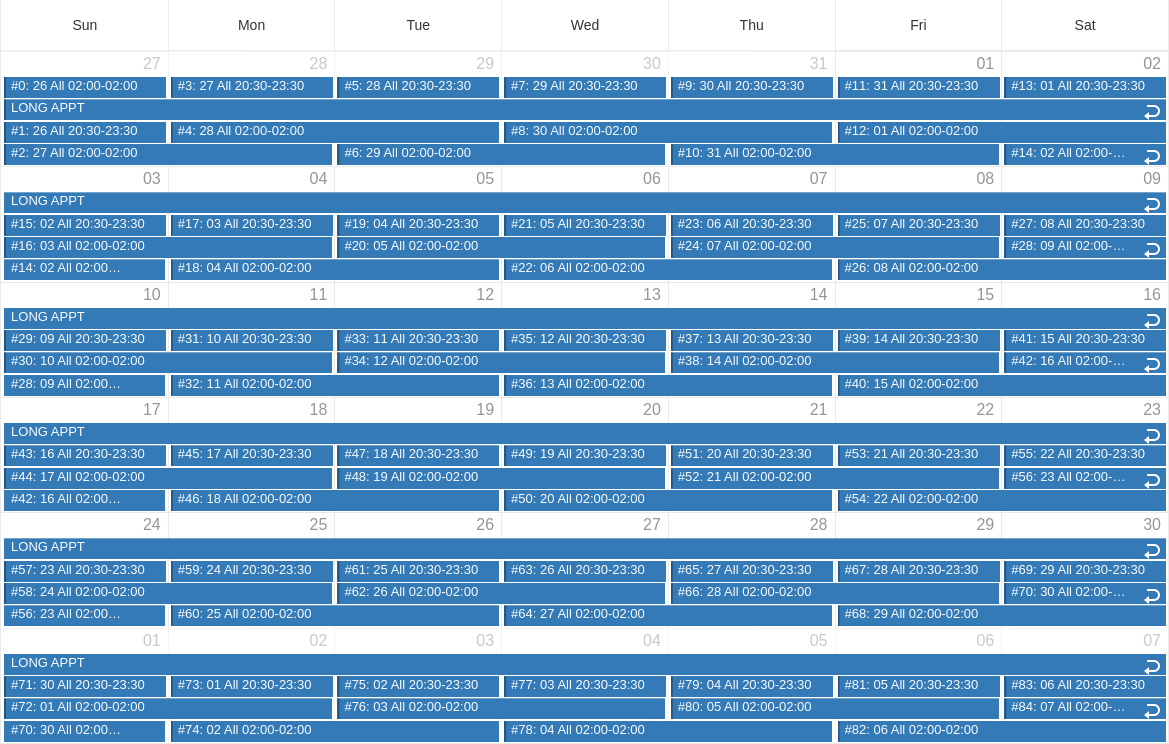 Sun Mon Tue Wed Thu Fri Sat
27 28 29 30 31 01 02
#0: 26 All 02:00-02:00 #3: 27 All 20:30-23:30 #5: 28 All 20:30-23:30 #7: 29 All 20:30-23:30 #9: 30 All 20:30-23:30 #11: 31 All 20:30-23:30 #13: 01 All 20:30-23:30
LONG APPT
#1: 26 All 20:30-23:30 #4: 28 All 02:00-02:00 #8: 30 All 02:00-02:00 #12: 01 All 02:00-02:00
#2: 27 All 02:00-02:00 #6: 29 All 02:00-02:00 #10: 31 All 02:00-02:00 #14: 02 All 02:00-…
03 04 05 06 07 08 09
LONG APPT
#15: 02 All 20:30-23:30 #17: 03 All 20:30-23:30 #19: 04 All 20:30-23:30 #21: 05 All 20:30-23:30 #23: 06 All 20:30-23:30 #25: 07 All 20:30-23:30 #27: 08 All 20:30-23:30
#16: 03 All 02:00-02:00 #20: 05 All 02:00-02:00 #24: 07 All 02:00-02:00 #28: 09 All 02:00-…
#14: 02 All 02:00… #18: 04 All 02:00-02:00 #22: 06 All 02:00-02:00 #26: 08 All 02:00-02:00
10 11 12 13 14 15 16
LONG APPT
#29: 09 All 20:30-23:30 #31: 10 All 20:30-23:30 #33: 11 All 20:30-23:30 #35: 12 All 20:30-23:30 #37: 13 All 20:30-23:30 #39: 14 All 20:30-23:30 #41: 15 All 20:30-23:30
#30: 10 All 02:00-02:00 #34: 12 All 02:00-02:00 #38: 14 All 02:00-02:00 #42: 16 All 02:00-…
#28: 09 All 02:00… #32: 11 All 02:00-02:00 #36: 13 All 02:00-02:00 #40: 15 All 02:00-02:00
17 18 19 20 21 22 23
LONG APPT
#43: 16 All 20:30-23:30 #45: 17 All 20:30-23:30 #47: 18 All 20:30-23:30 #49: 19 All 20:30-23:30 #51: 20 All 20:30-23:30 #53: 21 All 20:30-23:30 #55: 22 All 20:30-23:30
#44: 17 All 02:00-02:00 #48: 19 All 02:00-02:00 #52: 21 All 02:00-02:00 #56: 23 All 02:00-…
#42: 16 All 02:00… #46: 18 All 02:00-02:00 #50: 20 All 02:00-02:00 #54: 22 All 02:00-02:00
24 25 26 27 28 29 30
LONG APPT
#57: 23 All 20:30-23:30 #59: 24 All 20:30-23:30 #61: 25 All 20:30-23:30 #63: 26 All 20:30-23:30 #65: 27 All 20:30-23:30 #67: 28 All 20:30-23:30 #69: 29 All 20:30-23:30
#58: 24 All 02:00-02:00 #62: 26 All 02:00-02:00 #66: 28 All 02:00-02:00 #70: 30 All 02:00-…
#56: 23 All 02:00… #60: 25 All 02:00-02:00 #64: 27 All 02:00-02:00 #68: 29 All 02:00-02:00
01 02 03 04 05 06 07
LONG APPT
#71: 30 All 20:30-23:30 #73: 01 All 20:30-23:30 #75: 02 All 20:30-23:30 #77: 03 All 20:30-23:30 #79: 04 All 20:30-23:30 #81: 05 All 20:30-23:30 #83: 06 All 20:30-23:30
#72: 01 All 02:00-02:00 #76: 03 All 02:00-02:00 #80: 05 All 02:00-02:00 #84: 07 All 02:00-…
#70: 30 All 02:00… #74: 02 All 02:00-02:00 #78: 04 All 02:00-02:00 #82: 06 All 02:00-02:00